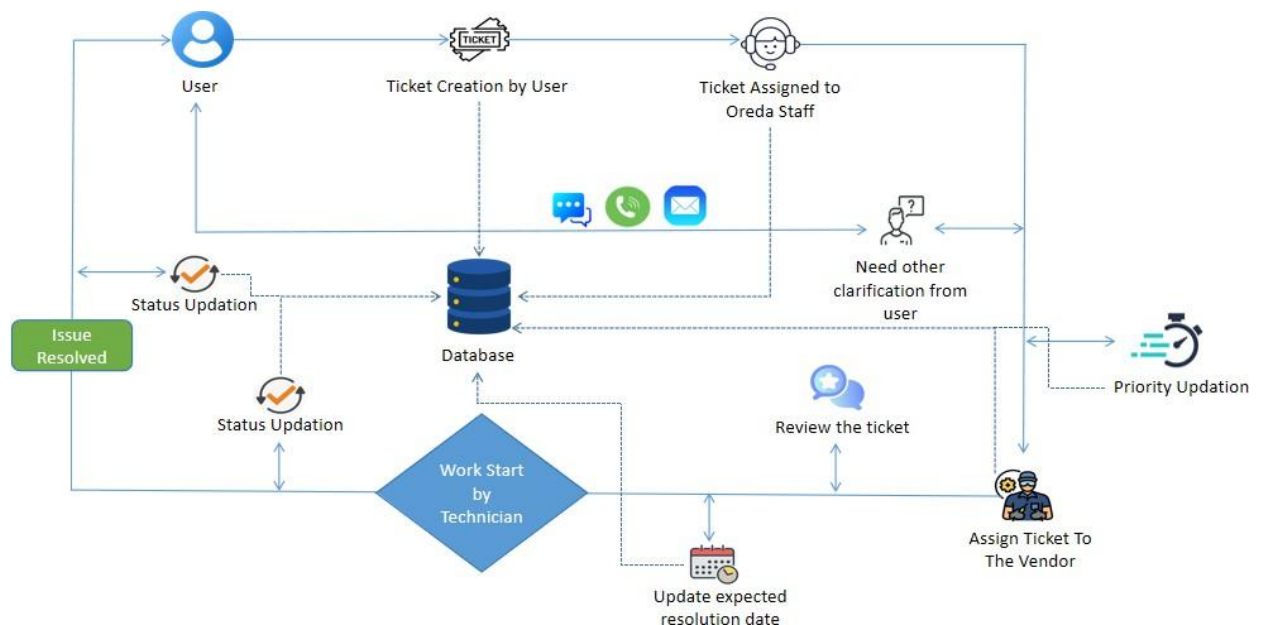 TICKET
User
Ticket Creation by User
Ticket Assigned to
Oreda Staff
?
Need other
clarification from
user
Status Updation
Issue
Resolved
Database
Priority Updation
Status Updation
Review the ticket
Work Start
by
Technician
Assign Ticket To
The Vendor
Update expected
resolution date